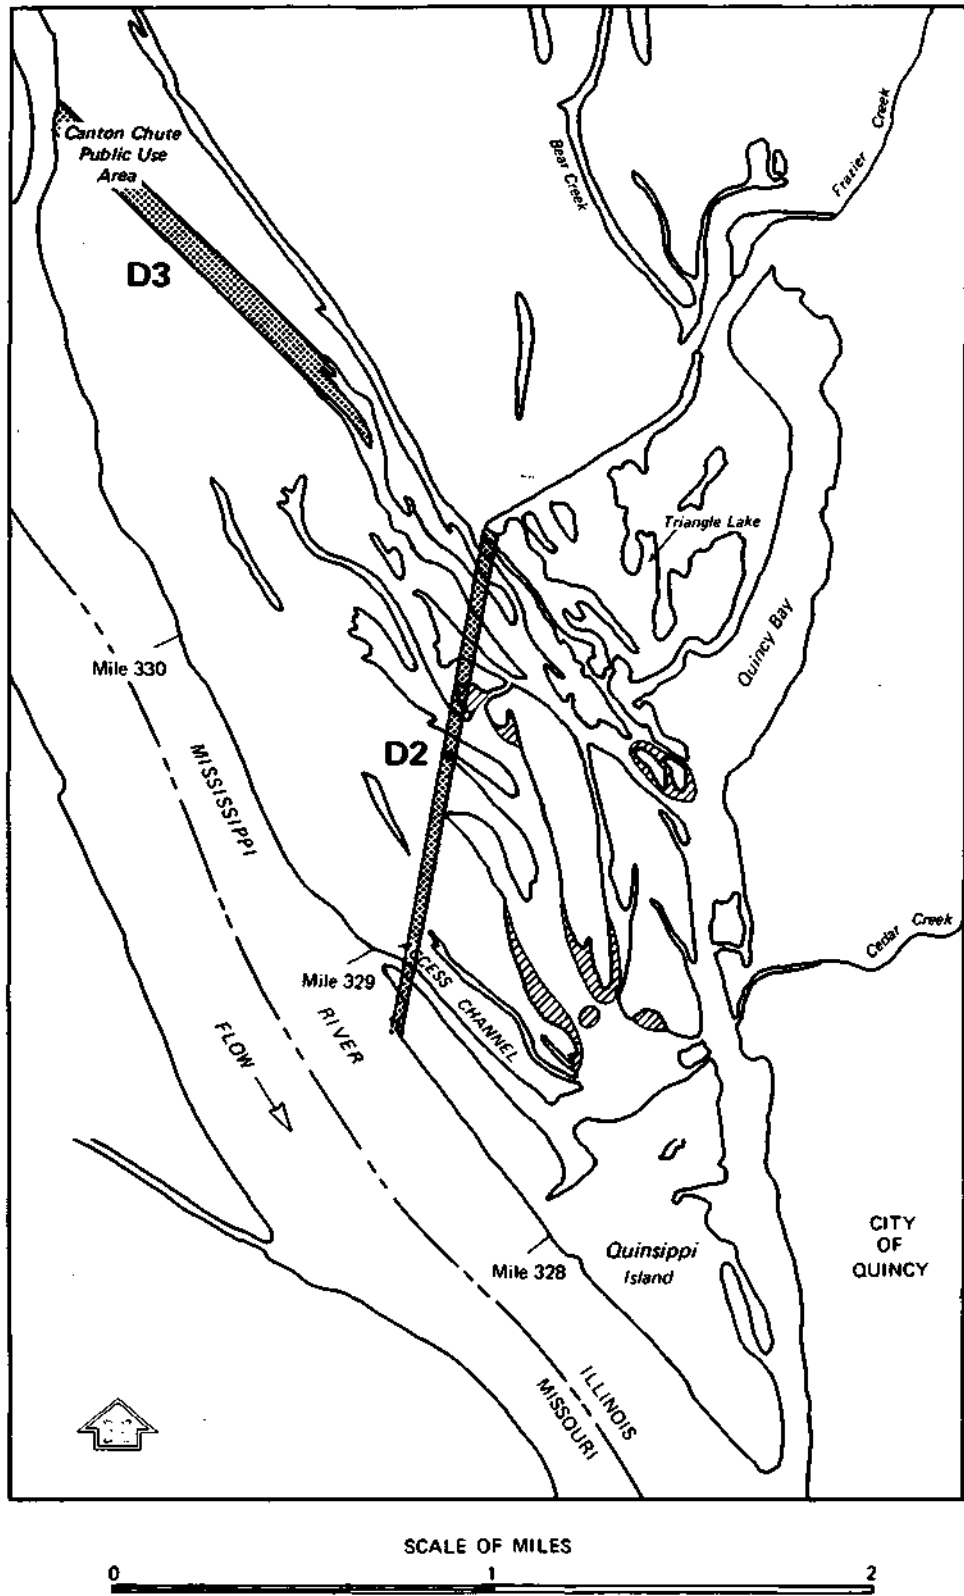 Canton Chute
Public Use
Area
D3
Bear Creek
Frazier Creek
Triangle Lake
Quincy Bay
Mile 330
MISSISSIPPI
RIVER
D2
Mile 329
CCESS CHANNEL
Cedar Creek
FLOW
Mile 328
Quinsippi
Island
CITY
OF
QUINCY
ILLINOIS
MISSOURI
SCALE OF MILES
0 1 2